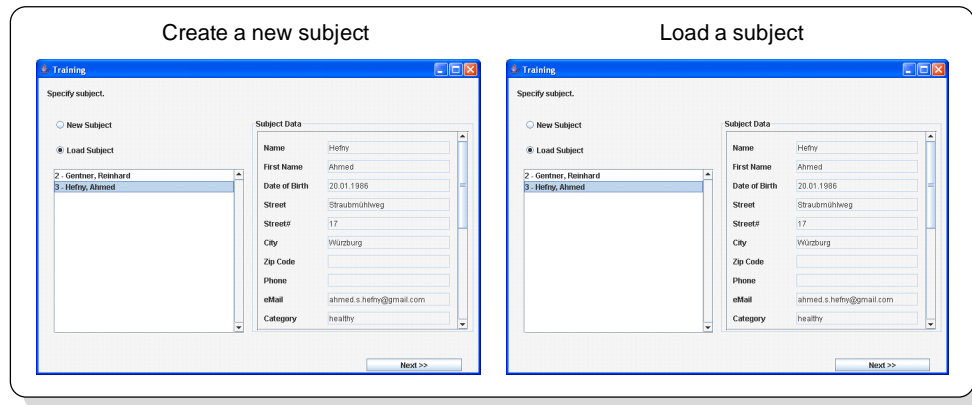 Create a new subject
Training
Specify subject.
New Subject
Load Subject
2 - Gentner, Reinhard
3 - Hefny, Ahmed
Subject Data
Name Hefny
First Name Ahmed
Date of Birth 20.01.1986
Street Straubmühlweg
Street# 17
City Würzburg
Zip Code
Phone
eMail ahmed.s.hefny@gmail.com
Category healthy
Next >>
Load a subject
Training
Specify subject.
New Subject
Load Subject
2 - Gentner, Reinhard
3 - Hefny, Ahmed
Subject Data
Name Hefny
First Name Ahmed
Date of Birth 20.01.1986
Street Straubmühlweg
Street# 17
City Würzburg
Zip Code
Phone
eMail ahmed.s.hefny@gmail.com
Category healthy
Next >>